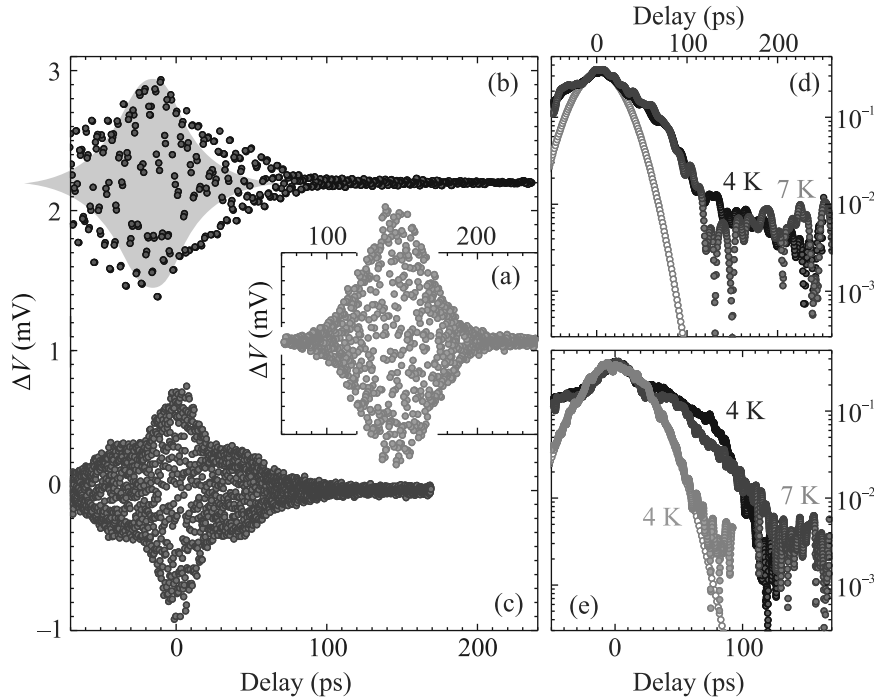 Delay (ps)
0 100 200
3 (b) (d)
10⁻¹
4 K 7 K
2
10⁻²
100 200
(a)
10⁻³
ΔV (mV)
ΔV (mV)
1
4 K
10⁻¹
0
7 K
4 K
10⁻²
10⁻³
−1 (c) (e)
0 100 200
0 100
Delay (ps)
Delay (ps)